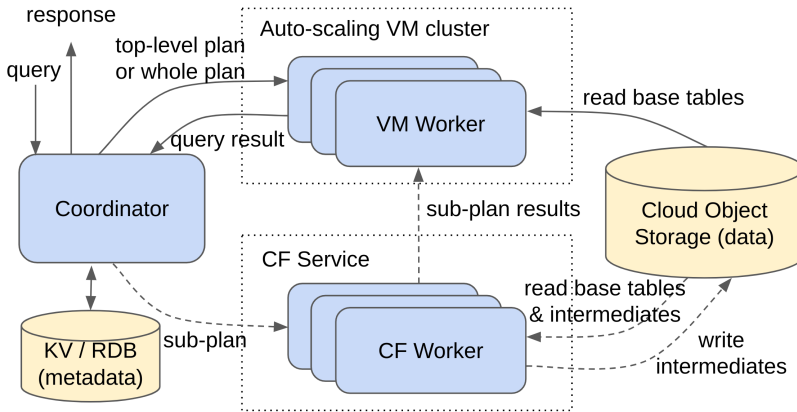 response
Auto-scaling VM cluster
top-level plan
or whole plan
query
read base tables
VM Worker
query result
Coordinator
sub-plan results
Cloud Object
Storage (data)
CF Service
read base tables
& intermediates
sub-plan
KV / RDB
(metadata)
CF Worker
write
intermediates